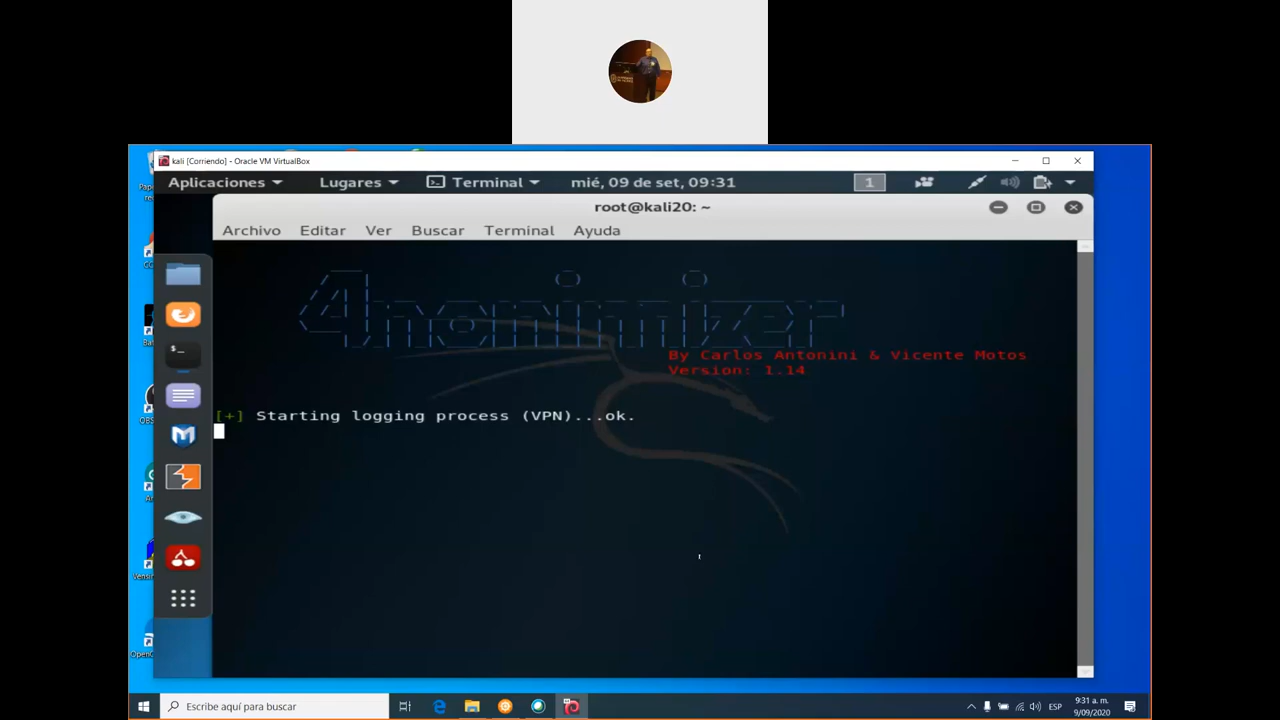 kali [Corriendo] - Oracle VM VirtualBox
Aplicaciones Lugares Terminal mié, 09 de set, 09:31 1
root@kali20: ~
Archivo Editar Ver Buscar Terminal Ayuda
4nonimizer
By Carlos Antonini & Vicente Motos
Version: 1.14
[+] Starting logging process (VPN)...ok.
Escribe aquí para buscar
ESP
9:31 a. m.
9/09/2020